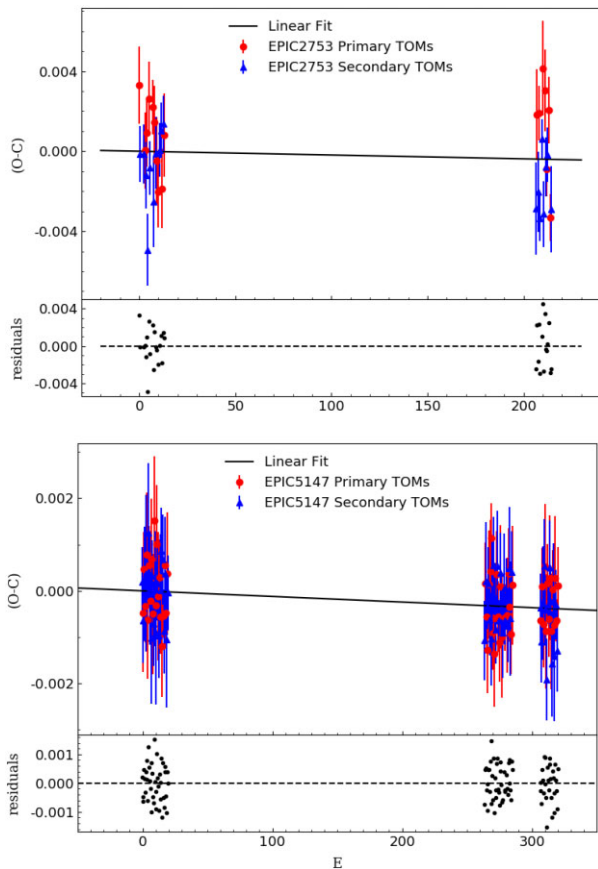 Linear Fit
EPIC2753 Primary TOMs
EPIC2753 Secondary TOMs
(O-C)
0.004
0.000
-0.004
residuals
0.004
0.000
-0.004
0 50 100 150 200
Linear Fit
EPIC5147 Primary TOMs
EPIC5147 Secondary TOMs
(O-C)
0.002
0.000
-0.002
residuals
0.001
0.000
-0.001
0 100 200 300
E